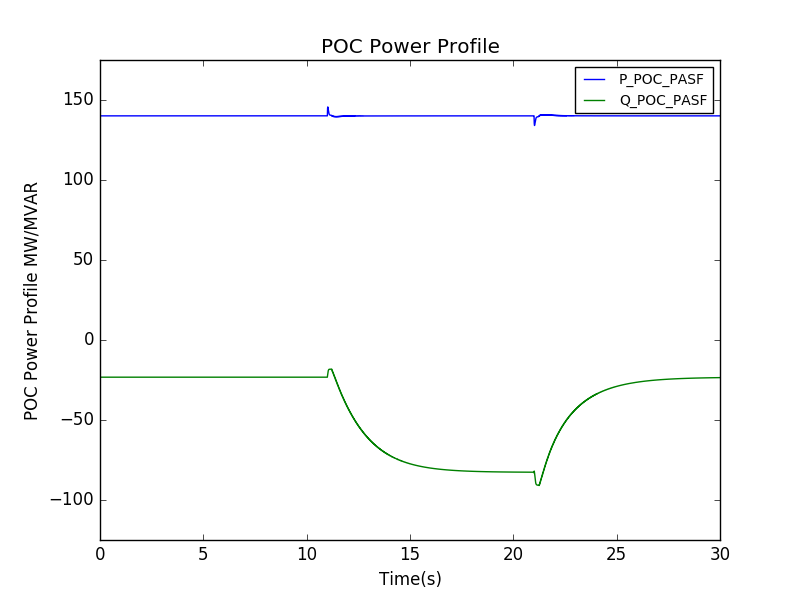 POC Power Profile
P_POC_PASF
Q_POC_PASF
POC Power Profile MW/MVAR
150
100
50
0
−50
−100
0 5 10 15 20 25 30
Time(s)